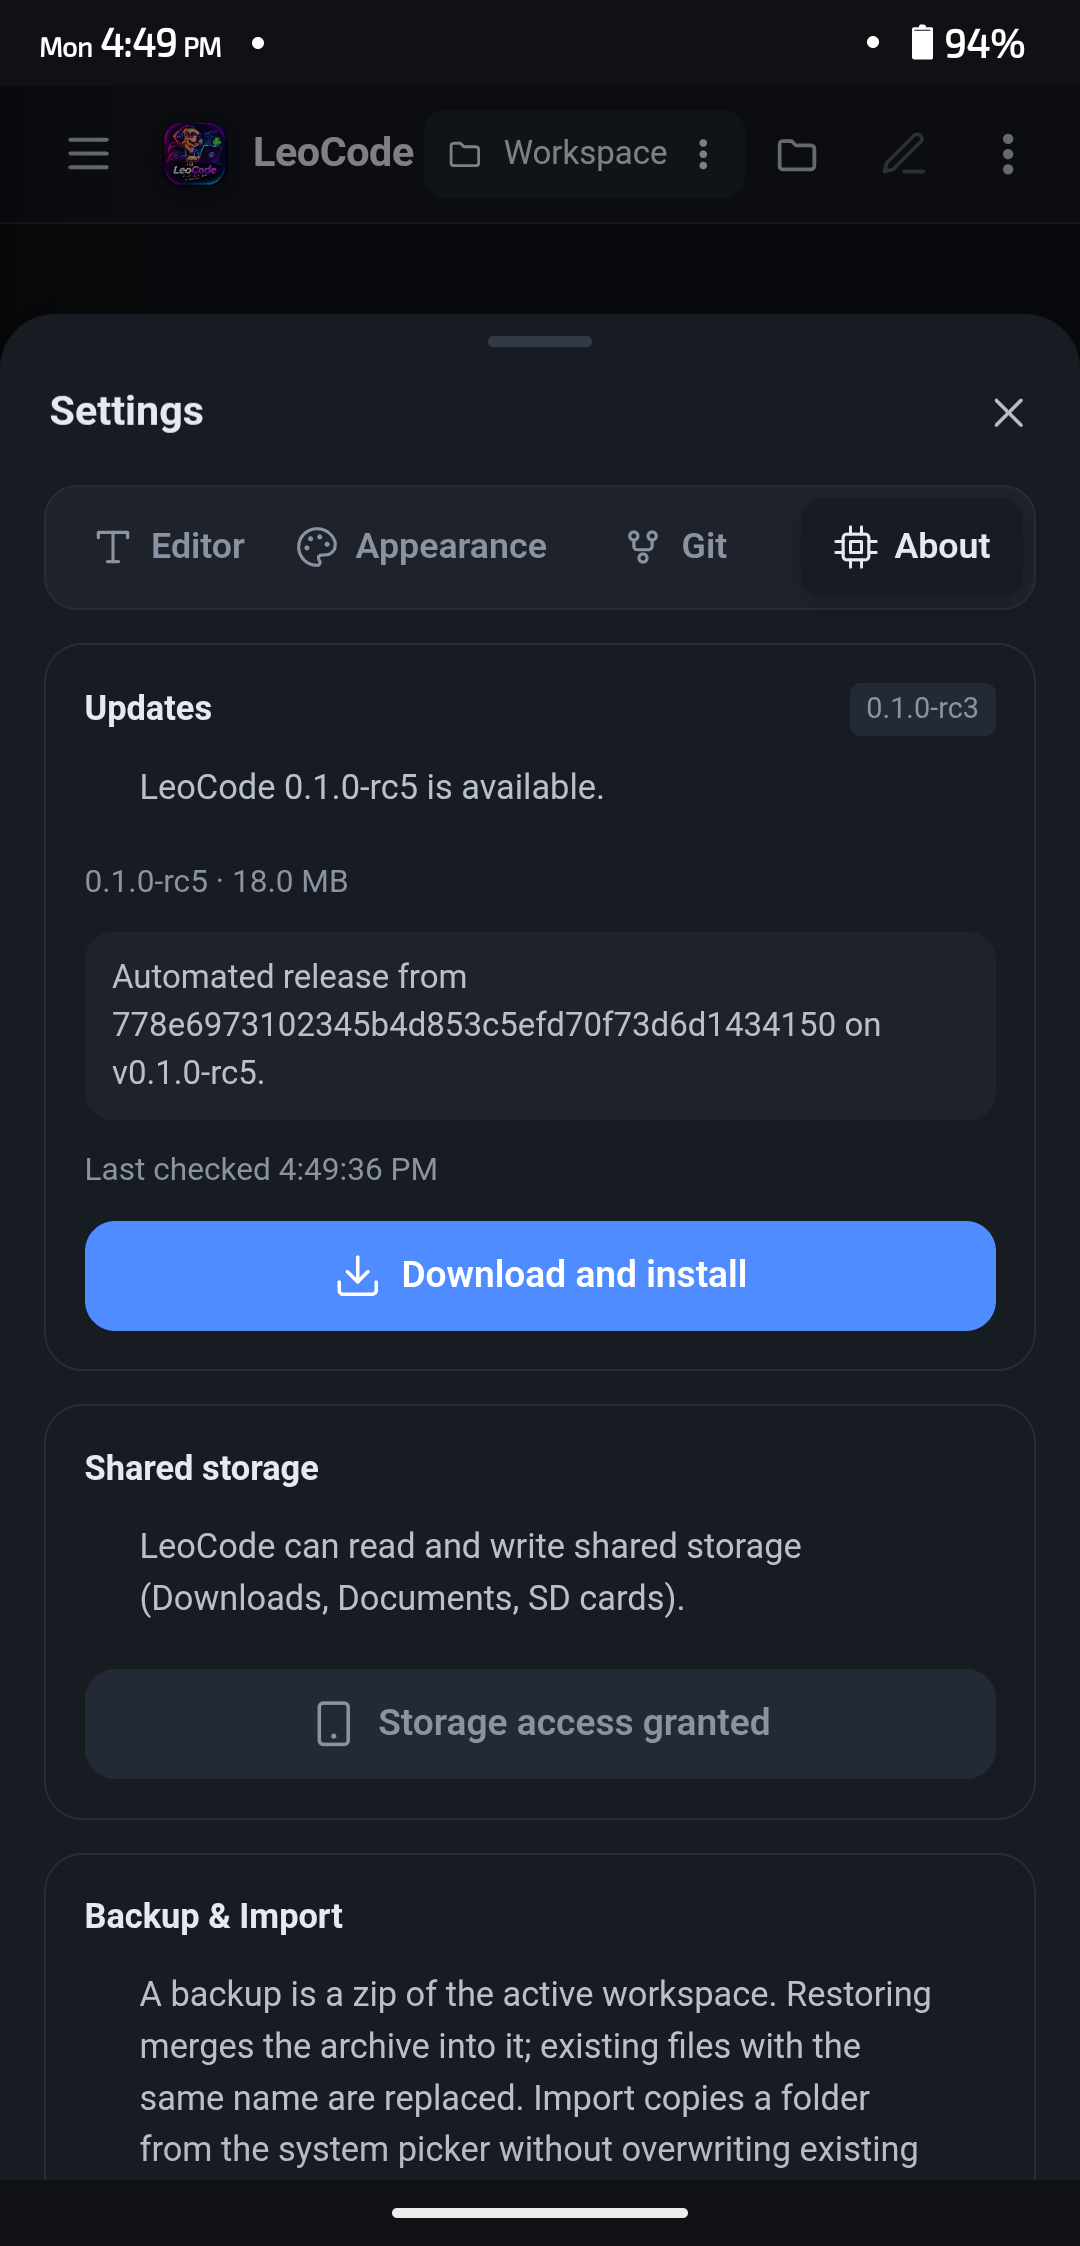 Mon 4:49 PM
94%
LeoCode
Workspace
Settings
Editor
Appearance
Git
About
Updates
0.1.0-rc3
LeoCode 0.1.0-rc5 is available.
0.1.0-rc5 · 18.0 MB
Automated release from
778e6973102345b4d853c5efd70f73d6d1434150 on
v0.1.0-rc5.
Last checked 4:49:36 PM
Download and install
Shared storage
LeoCode can read and write shared storage
(Downloads, Documents, SD cards).
Storage access granted
Backup & Import
A backup is a zip of the active workspace. Restoring
merges the archive into it; existing files with the
same name are replaced. Import copies a folder
from the system picker without overwriting existing